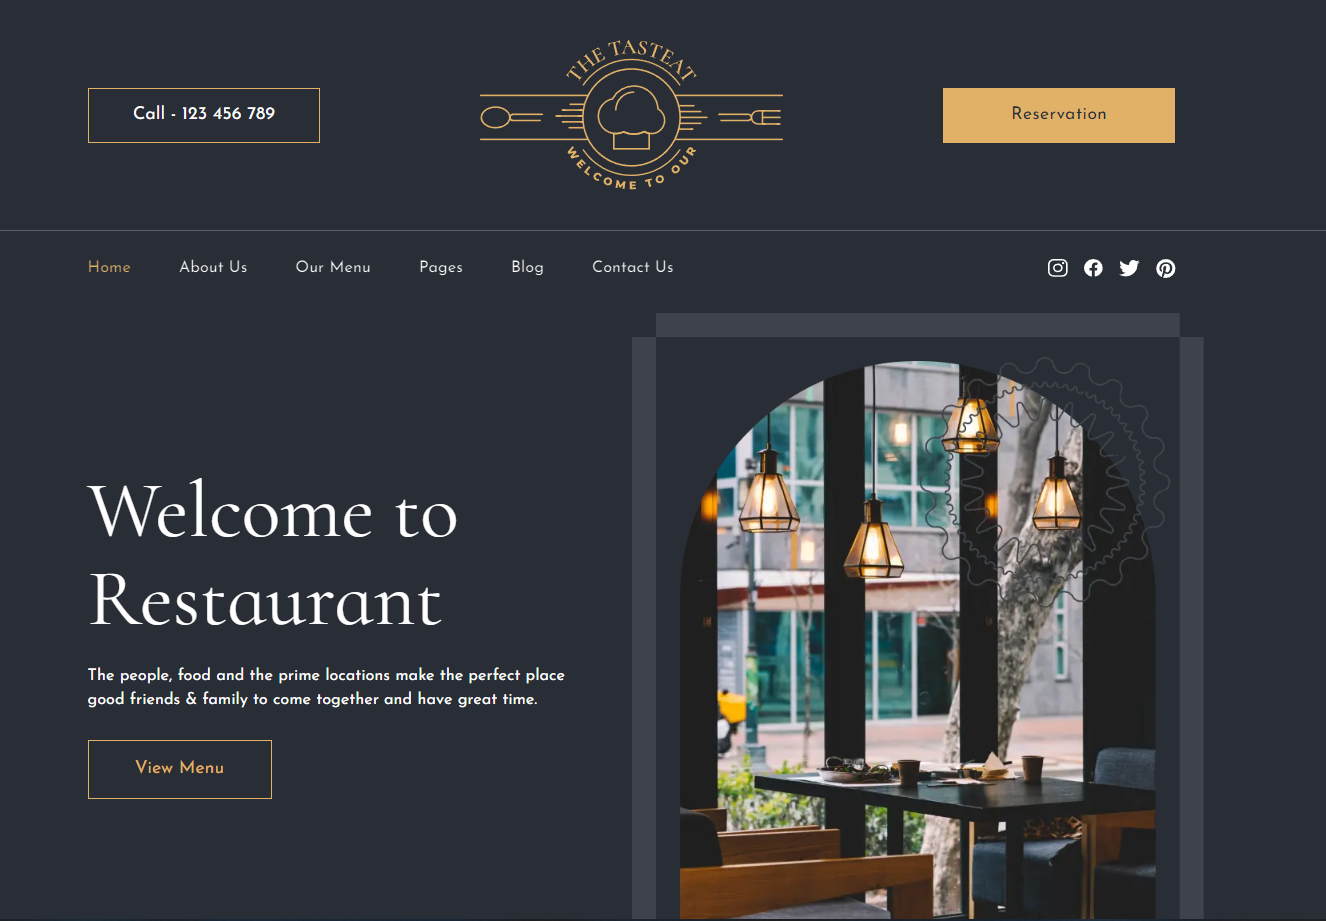 THE TASTEAT
Call - 123 456 789
Reservation
WELCOME TO OUR
Home About Us Our Menu Pages Blog Contact Us
Welcome to
Restaurant
The people, food and the prime locations make the perfect place
good friends & family to come together and have great time.
View Menu